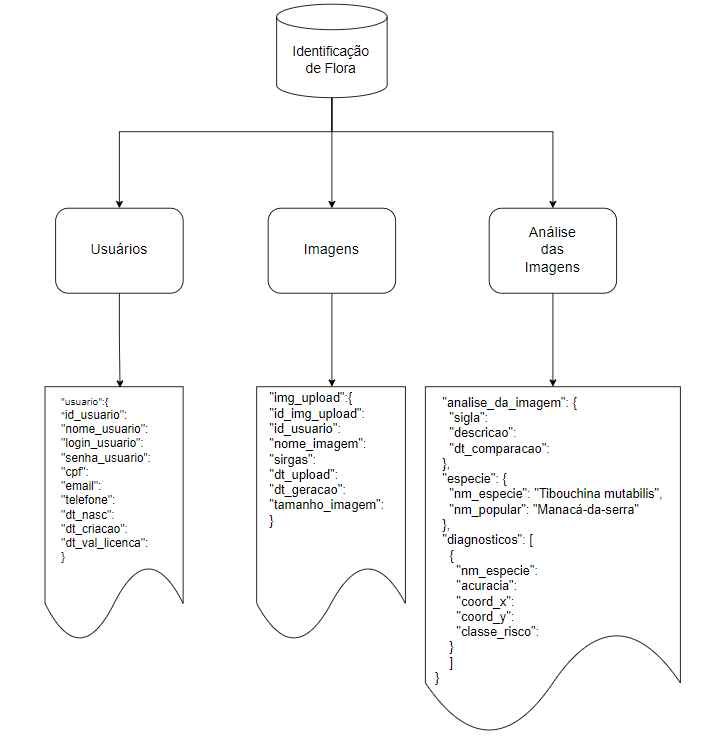 Identificação
de Flora
Usuários
Imagens
Análise
das
Imagens
"usuario":{
"id_usuario":
"nome_usuario":
"login_usuario":
"senha_usuario":
"cpf":
"email":
"telefone":
"dt_nasc":
"dt_criacao":
"dt_val_licenca":
}
"img_upload":{
"id_img_upload":
"id_usuario":
"nome_imagem":
"sirgas":
"dt_upload":
"dt_geracao":
"tamanho_imagem":
}
"analise_da_imagem": {
"sigla":
"descricao":
"dt_comparacao":
},
"especie": {
"nm_especie": "Tibouchina mutabilis",
"nm_popular": "Manacá-da-serra"
},
"diagnosticos": [
{
"nm_especie":
"acuracia":
"coord_x":
"coord_y":
"classe_risco":
}
]
}